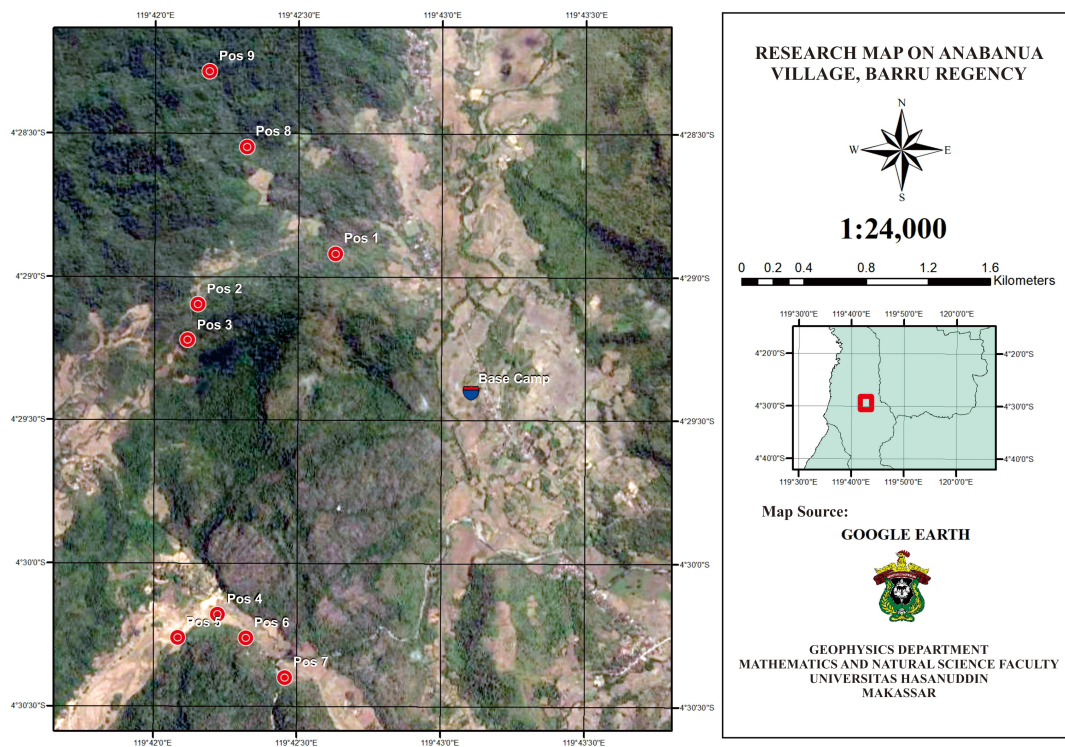 119°42'0"E 119°42'30"E 119°43'0"E 119°43'30"E
Pos 9
4°28'30"S 4°28'30"S
Pos 8
Pos 1
4°29'0"S 4°29'0"S
Pos 2
Pos 3
Base Camp
4°29'30"S 4°29'30"S
4°30'0"S 4°30'0"S
Pos 4
Pos 5 Pos 6
Pos 7
4°30'30"S 4°30'30"S
119°42'0"E 119°42'30"E 119°43'0"E 119°43'30"E
RESEARCH MAP ON ANABANUA
VILLAGE, BARRU REGENCY
N
W E
S
1:24,000
0 0.2 0.4 0.8 1.2 1.6
Kilometers
119°30'0"E 119°40'0"E 119°50'0"E 120°0'0"E
4°20'0"S 4°20'0"S
4°30'0"S 4°30'0"S
4°40'0"S 4°40'0"S
119°30'0"E 119°40'0"E 119°50'0"E 120°0'0"E
Map Source:
GOOGLE EARTH
GEOPHYSICS DEPARTMENT
MATHEMATICS AND NATURAL SCIENCE FACULTY
UNIVERSITAS HASANUDDIN
MAKASSAR